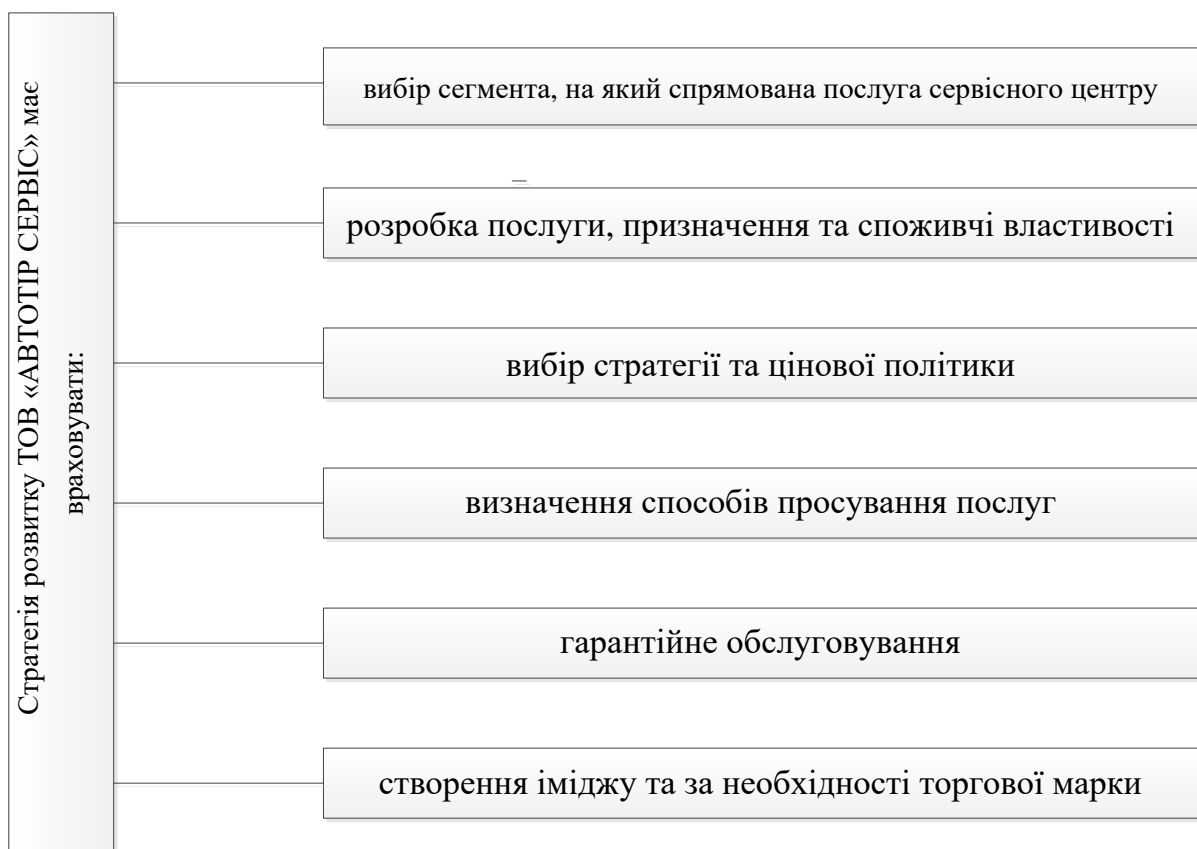 Стратегія розвитку ТОВ «АВТОТІР СЕРВІС» має
враховувати:
вибір сегмента, на який спрямована послуга сервісного центру
розробка послуги, призначення та споживчі властивості
вибір стратегії та цінової політики
визначення способів просування послуг
гарантійне обслуговування
створення іміджу та за необхідності торгової марки